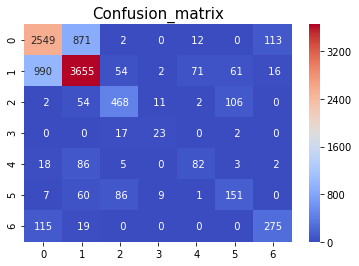 Confusion_matrix
0 2549 871 2 0 12 0 113
1 990 3655 54 2 71 61 16
2 2 54 468 11 2 106 0
3 0 0 17 23 0 2 0
4 18 86 5 0 82 3 2
5 7 60 86 9 1 151 0
6 115 19 0 0 0 0 275
0 1 2 3 4 5 6
3200
2400
1600
800
0